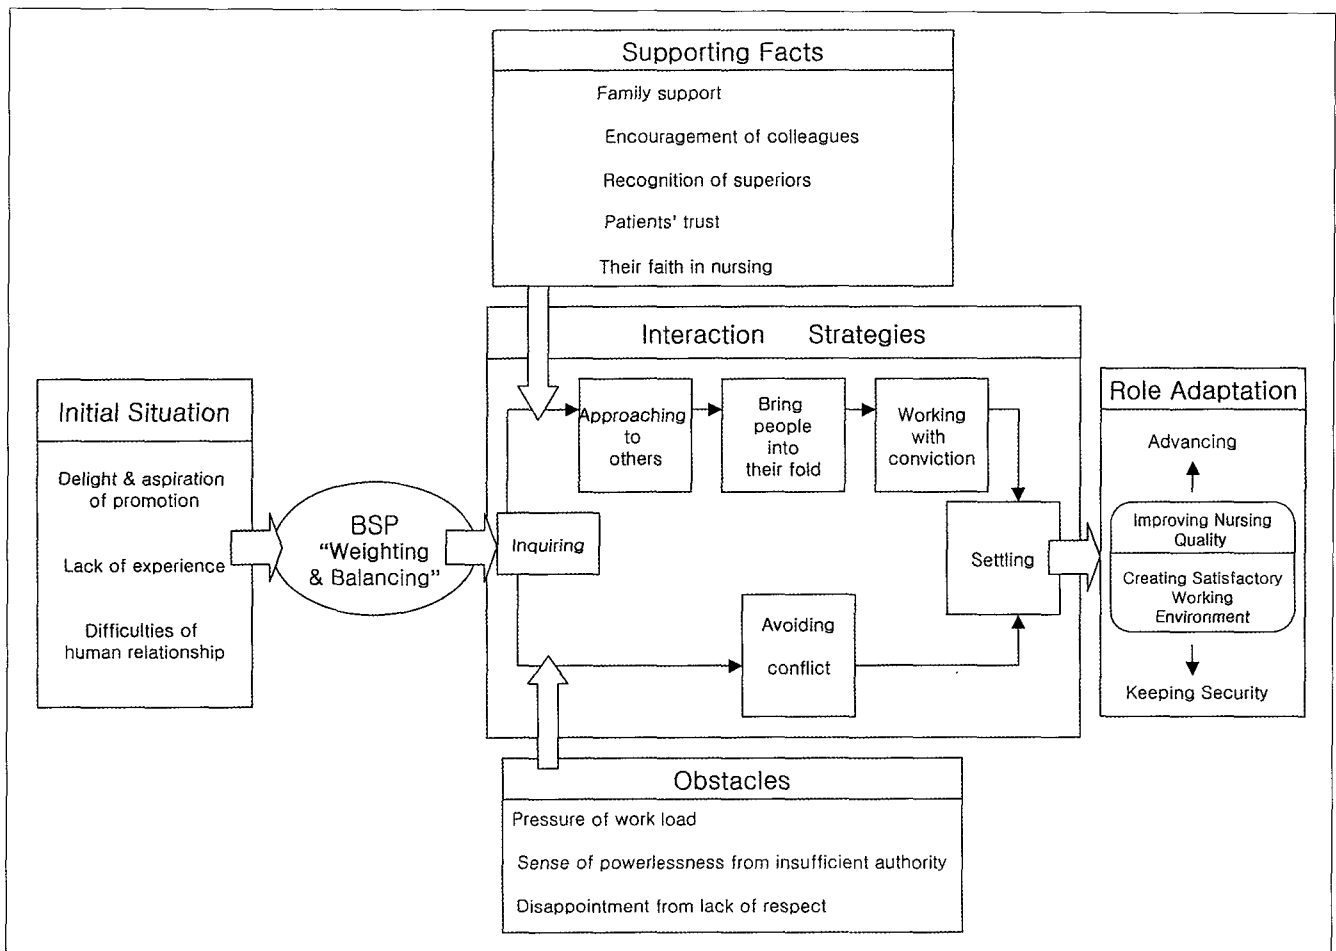 Supporting Facts
Family support
Encouragement of colleagues
Recognition of superiors
Patients' trust
Their faith in nursing
Interaction Strategies
Initial Situation
Delight & aspiration
of promotion
Lack of experience
Difficulties of
human relationship
BSP
"Weighting
& Balancing"
Inquiring
Approaching
to
others
Bring
people
into
their fold
Working
with
conviction
Avoiding
conflict
Settling
Role Adaptation
Advancing
Improving Nursing
Quality
Creating Satisfactory
Working
Environment
Keeping Security
Obstacles
Pressure of work load
Sense of powerlessness from insufficient authority
Disappointment from lack of respect